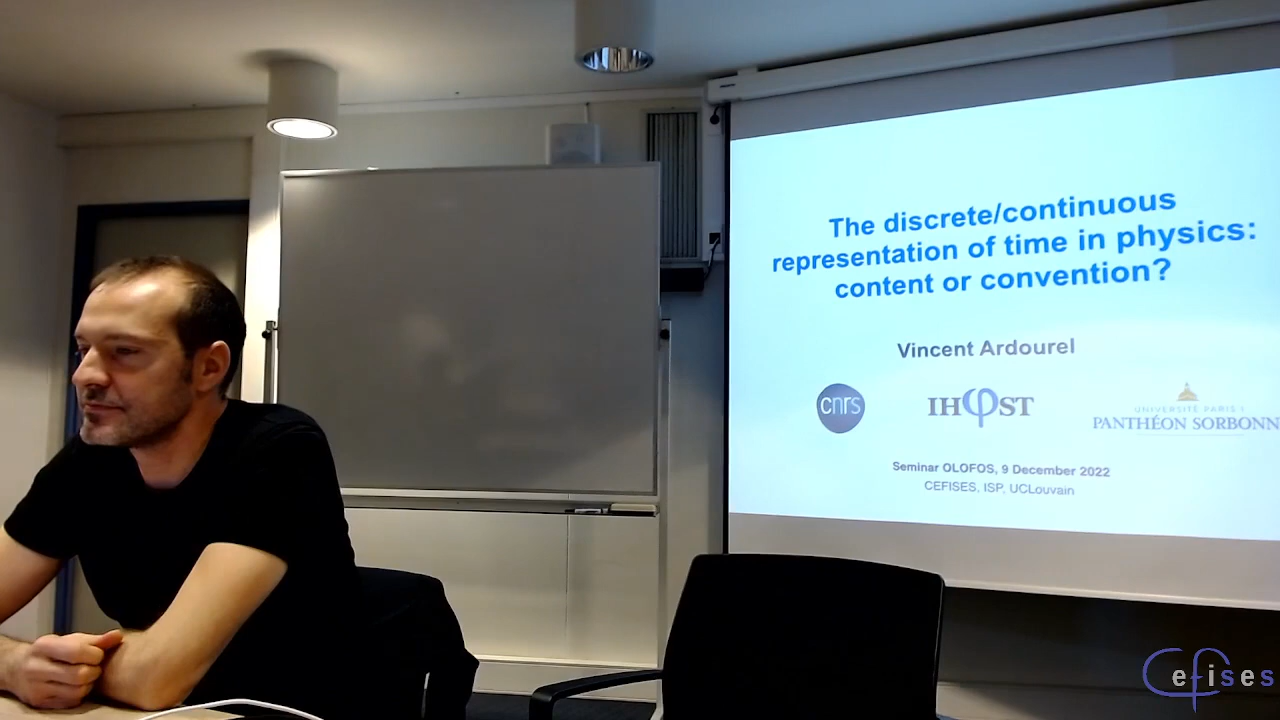 The discrete/continuous
representation of time in physics:
content or convention?
Vincent Ardourel
cnrs
IHφST
UNIVERSITÉ PARIS 1
PANTHÉON SORBONN
Seminar OLOFOS, 9 December 2022
CEFISES, ISP, UCLouvain
Cefises